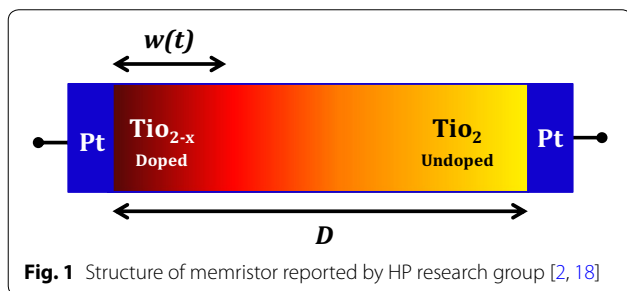 w(t)
Pt
Tio2-x
Doped
Tio2
Undoped
Pt
D
Fig. 1 Structure of memristor reported by HP research group [2, 18]